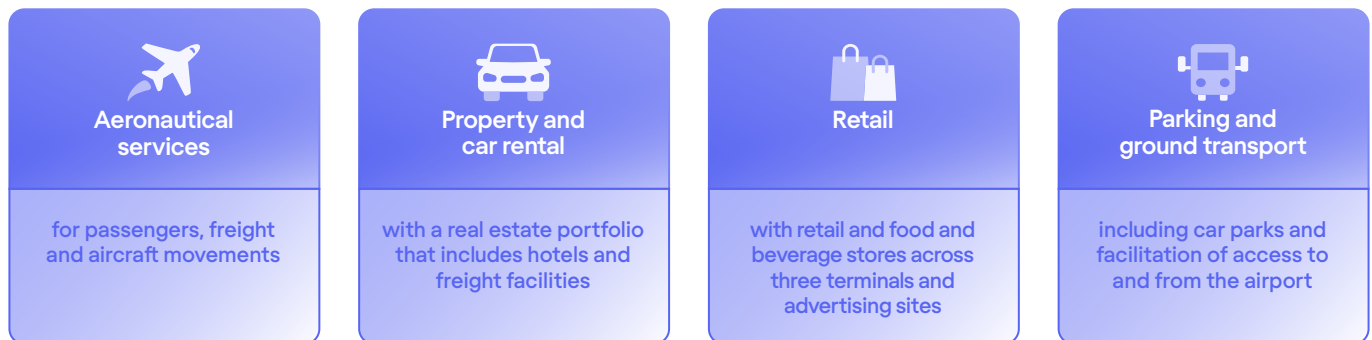 Aeronautical
services
for passengers, freight
and aircraft movements
Property and
car rental
with a real estate portfolio
that includes hotels and
freight facilities
Retail
with retail and food and
beverage stores across
three terminals and
advertising sites
Parking and
ground transport
including car parks and
facilitation of access to
and from the airport